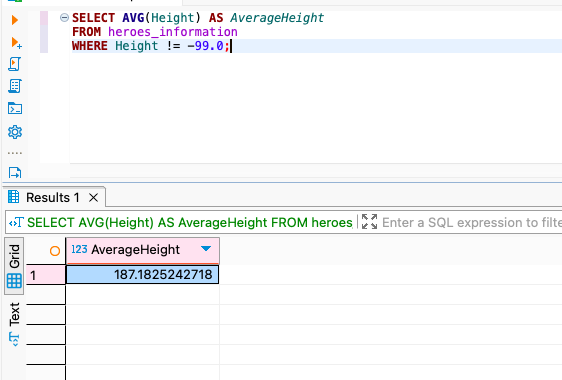 SELECT AVG(Height) AS AverageHeight
FROM heroes_information
WHERE Height != -99.0;
Results 1
SELECT AVG(Height) AS AverageHeight FROM heroes
Enter a SQL expression to filte
Grid
123 AverageHeight
1
187.1825242718
Text